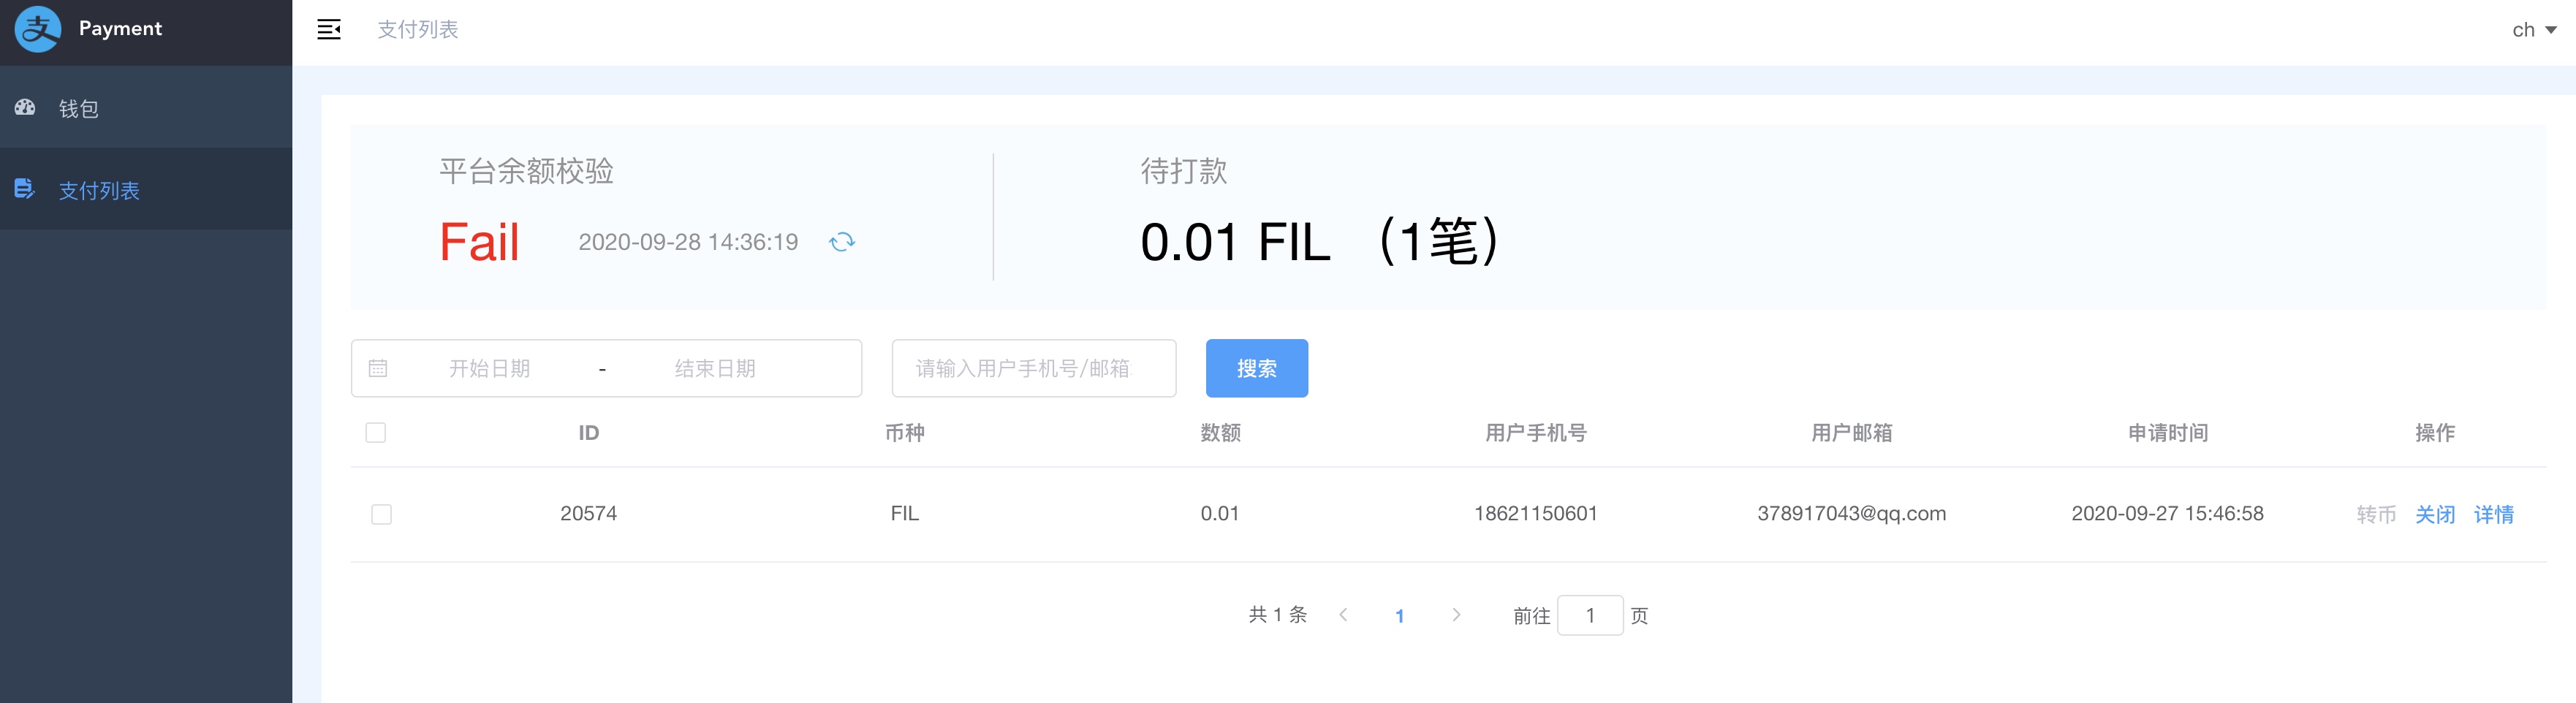 支 Payment
支付列表
ch
钱包
支付列表
平台余额校验
Fail 2020-09-28 14:36:19
待打款
0.01 FIL （1笔）
开始日期 - 结束日期 请输入用户手机号/邮箱 搜索
ID 币种 数额 用户手机号 用户邮箱 申请时间 操作
20574 FIL 0.01 18621150601 378917043@qq.com 2020-09-27 15:46:58 转币 关闭 详情
共 1 条 1 前往 1 页